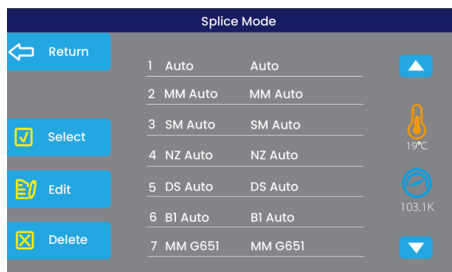 Splice Mode
Return
1 Auto Auto
2 MM Auto MM Auto
3 SM Auto SM Auto
Select
4 NZ Auto NZ Auto
19°C
Edit
5 DS Auto DS Auto
6 B1 Auto B1 Auto
103.1K
Delete
7 MM G651 MM G651